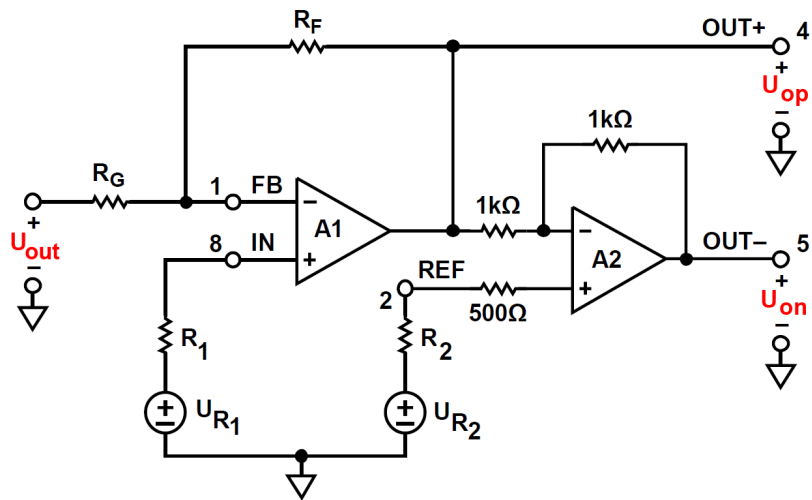 RF
OUT+
4
+
Uop
−
1kΩ
RG
1
FB
−
A1
+
1kΩ
+
Uout
−
8
IN
−
A2
+
OUT–
5
REF
2
500Ω
+
Uon
−
R1
R2
+
−
UR1
+
−
UR2